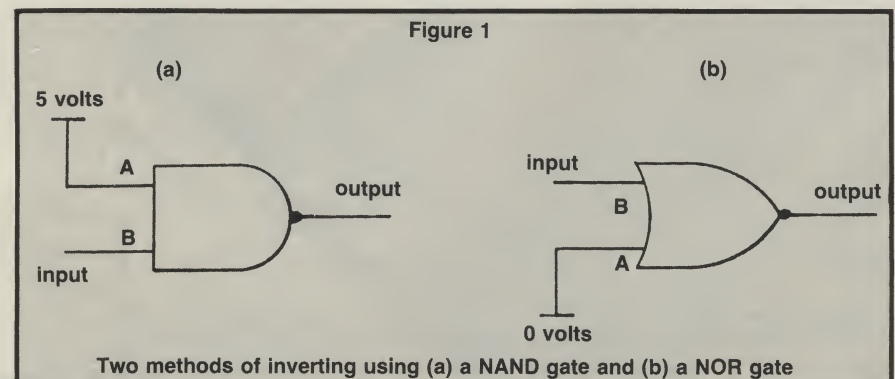 Figure 1
(a)
5 volts
A
B
input
output
(b)
input
B
A
0 volts
output
Two methods of inverting using (a) a NAND gate and (b) a NOR gate